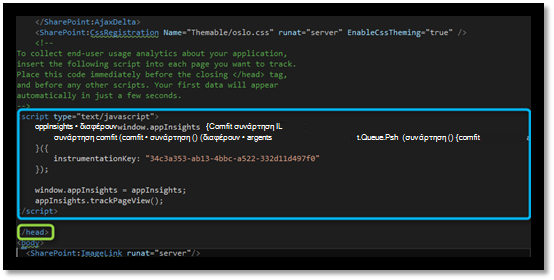 </SharePoint:AjaxDelta>
<SharePoint:CssRegistration Name="Themable/oslo.css" runat="server" EnableCssTheming="true" />
<!--
To collect end-user usage analytics about your application,
insert the following script into each page you want to track.
Place this code immediately before the closing </head> tag,
and before any other scripts. Your first data will appear
automatically in just a few seconds.
-->
script type="text/javascript">
appInsights • διαφέρουν window.appInsights {Comfit συνάρτηση IL
συνάρτηση comfit (comfit • συνάρτηση () (διαφέρουν • argents t.Queue.Psh (συνάρτηση () {comfit a
}({
instrumentationKey: "34c3a353-ab13-4bbc-a522-332d11d497f0"
});
window.appInsights = appInsights;
appInsights.trackPageView();
</script>
/head>
<body>
<SharePoint:ImageLink runat="server"/>